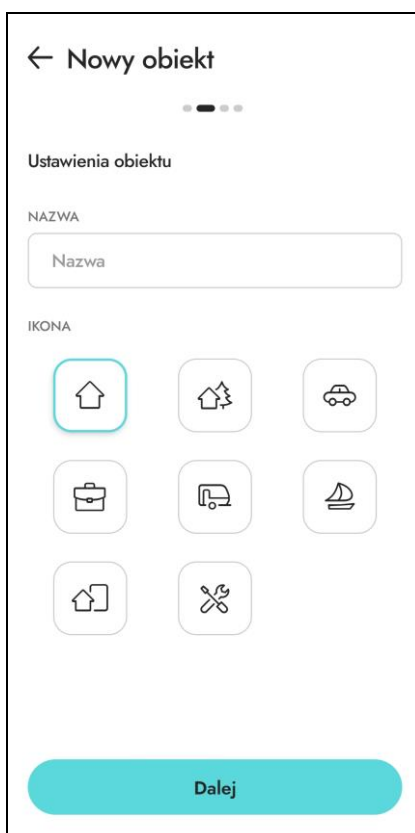 Nowy obiekt
Ustawienia obiektu
NAZWA
Nazwa
IKONA
Dalej